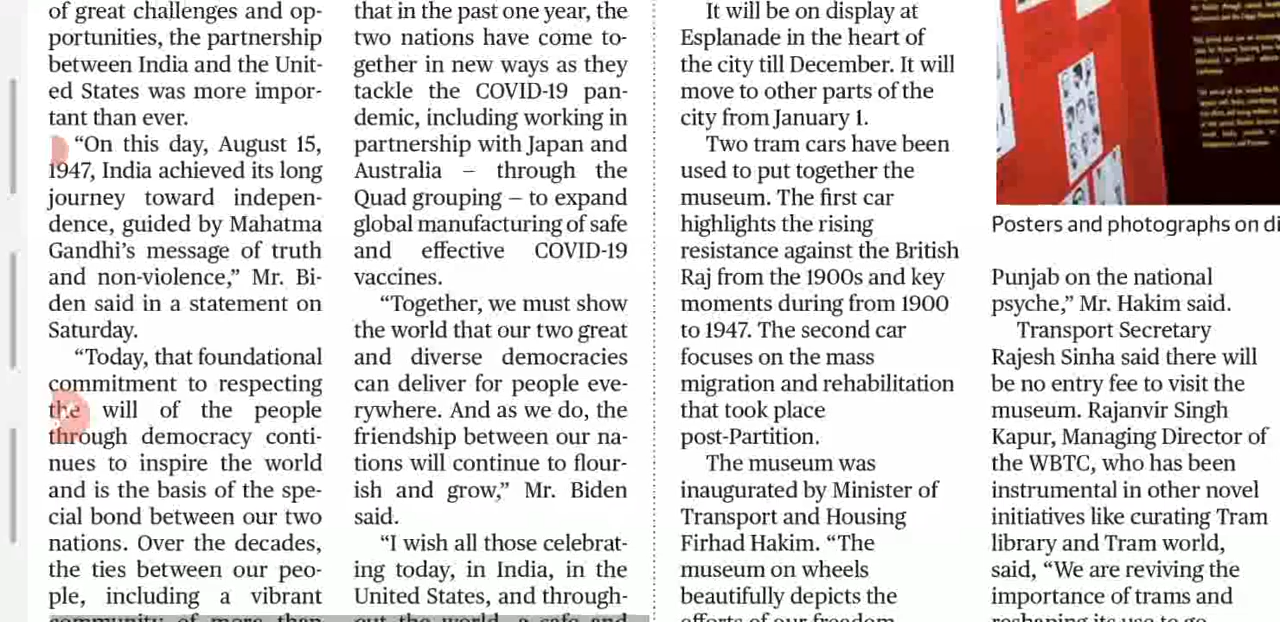 of great challenges and op-
portunities, the partnership
between India and the Unit-
ed States was more impor-
tant than ever.
“On this day, August 15,
1947, India achieved its long
journey toward indepen-
dence, guided by Mahatma
Gandhi’s message of truth
and non-violence,” Mr. Bi-
den said in a statement on
Saturday.
“Today, that foundational
commitment to respecting
the will of the people
through democracy conti-
nues to inspire the world
and is the basis of the spe-
cial bond between our two
nations. Over the decades,
the ties between our peo-
ple, including a vibrant
community of more than
that in the past one year, the
two nations have come to-
gether in new ways as they
tackle the COVID-19 pan-
demic, including working in
partnership with Japan and
Australia – through the
Quad grouping – to expand
global manufacturing of safe
and effective COVID-19
vaccines.
“Together, we must show
the world that our two great
and diverse democracies
can deliver for people eve-
rywhere. And as we do, the
friendship between our na-
tions will continue to flour-
ish and grow,” Mr. Biden
said.
“I wish all those celebrat-
ing today, in India, in the
United States, and through-
out the world, a safe and
It will be on display at
Esplanade in the heart of
the city till December. It will
move to other parts of the
city from January 1.
Two tram cars have been
used to put together the
museum. The first car
highlights the rising
resistance against the British
Raj from the 1900s and key
moments during from 1900
to 1947. The second car
focuses on the mass
migration and rehabilitation
that took place
post-Partition.
The museum was
inaugurated by Minister of
Transport and Housing
Firhad Hakim. “The
museum on wheels
beautifully depicts the
efforts of our freedom
Posters and photographs on di
Punjab on the national
psyche,” Mr. Hakim said.
Transport Secretary
Rajesh Sinha said there will
be no entry fee to visit the
museum. Rajanvir Singh
Kapur, Managing Director of
the WBTC, who has been
instrumental in other novel
initiatives like curating Tram
library and Tram world,
said, “We are reviving the
importance of trams and
reshaping its use to go